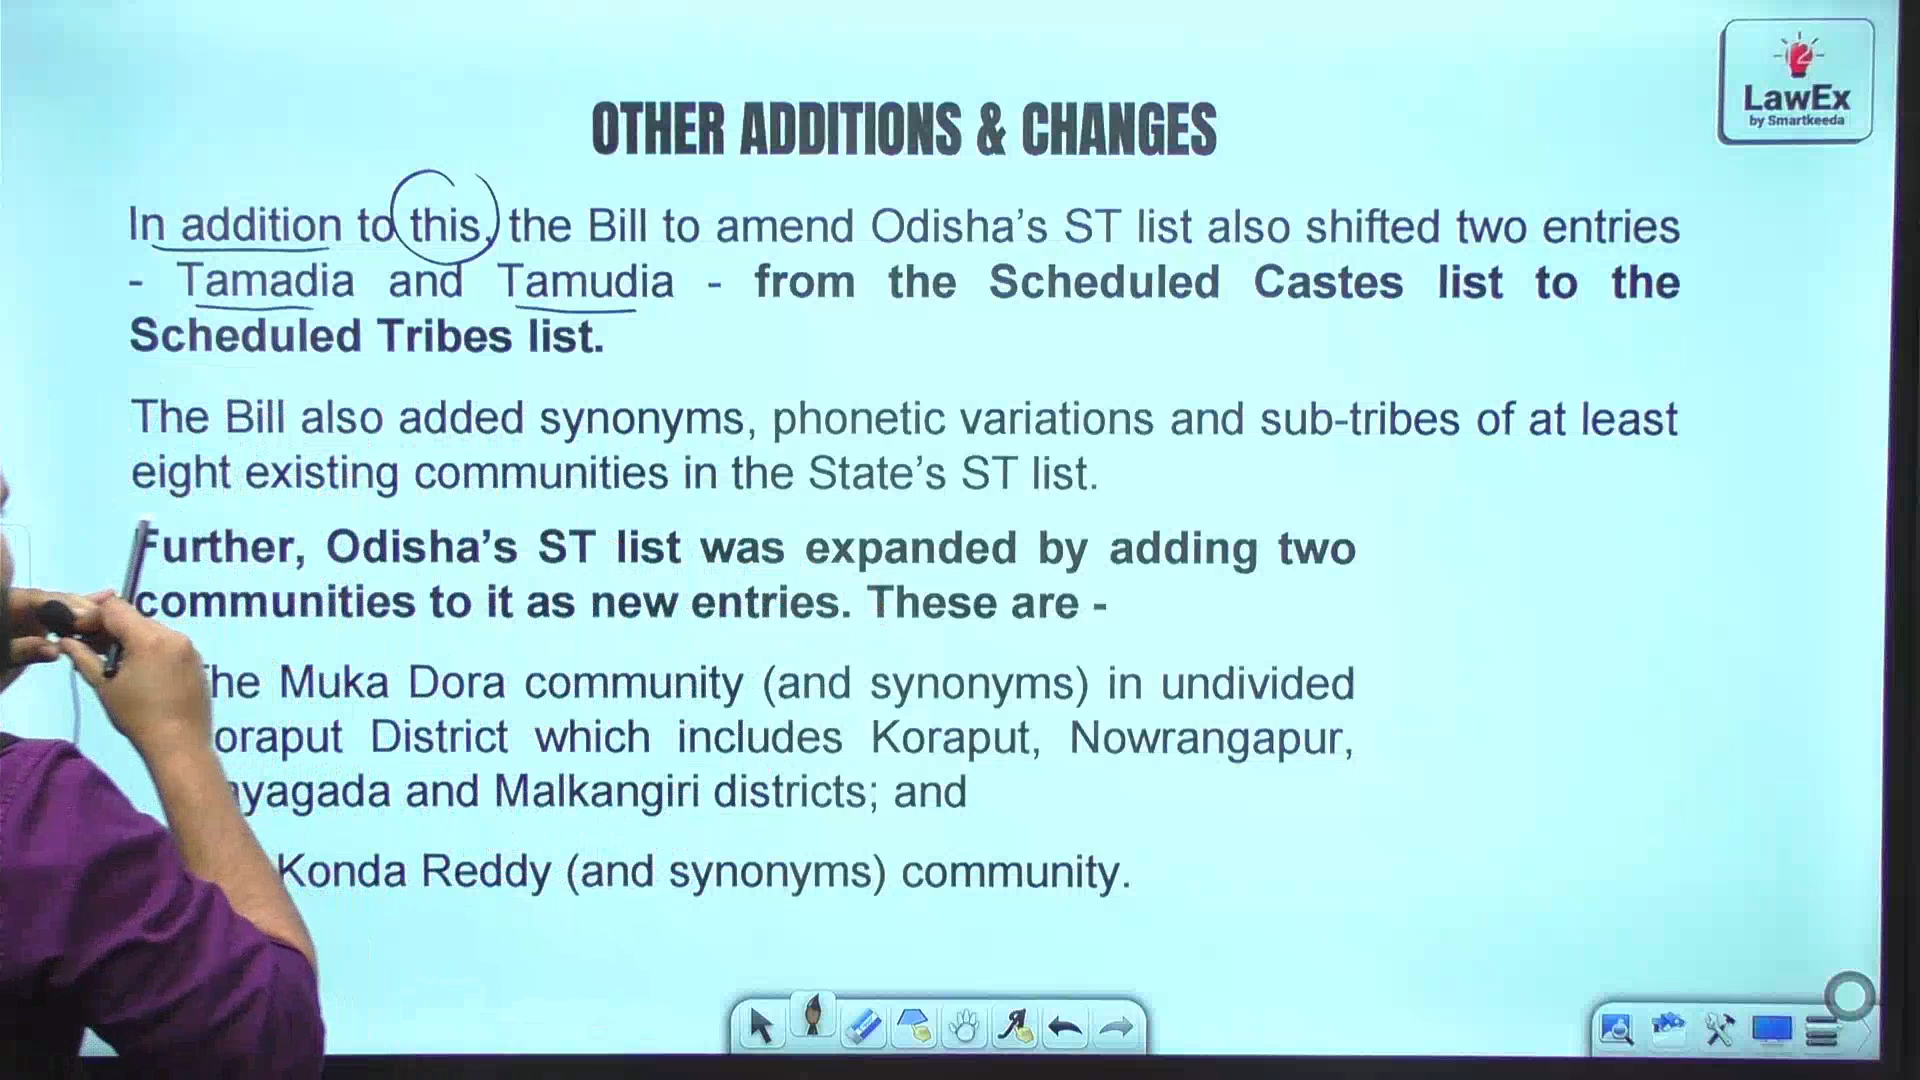 LawEx
by Smartkeeda
OTHER ADDITIONS & CHANGES
In addition to this, the Bill to amend Odisha's ST list also shifted two entries
- Tamadia and Tamudia - from the Scheduled Castes list to the
Scheduled Tribes list.
The Bill also added synonyms, phonetic variations and sub-tribes of at least
eight existing communities in the State's ST list.
Further, Odisha's ST list was expanded by adding two
communities to it as new entries. These are -
he Muka Dora community (and synonyms) in undivided
oraput District which includes Koraput, Nowrangapur,
yagada and Malkangiri districts; and
Konda Reddy (and synonyms) community.